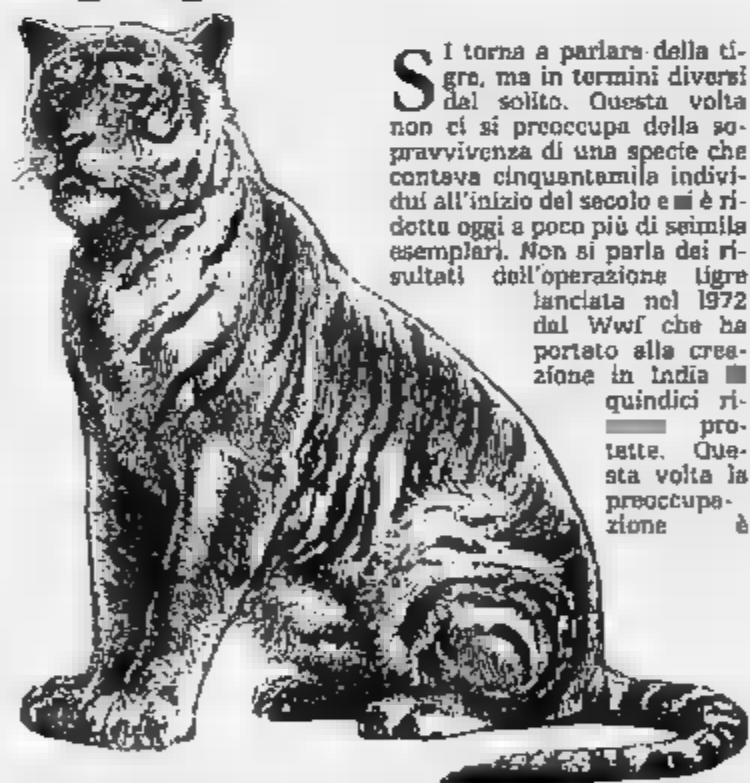 SI torna a parlare della ti-
gre, ma in termini diversi
dal solito. Questa volta
non ci si preoccupa della so-
pravvivenza di una specie che
contava cinquantamila indivi-
dui all'inizio del secolo e è ri-
dotta oggi a poco più di seimila
esemplari. Non si parla dei ri-
sultati dell'operazione tigre
lanciata nel 1972
dal Wwf che ha
portato alla crea-
zione in India
quindici ri-
pro-
tette. Que-
sta volta la
preoccupa-
zione è